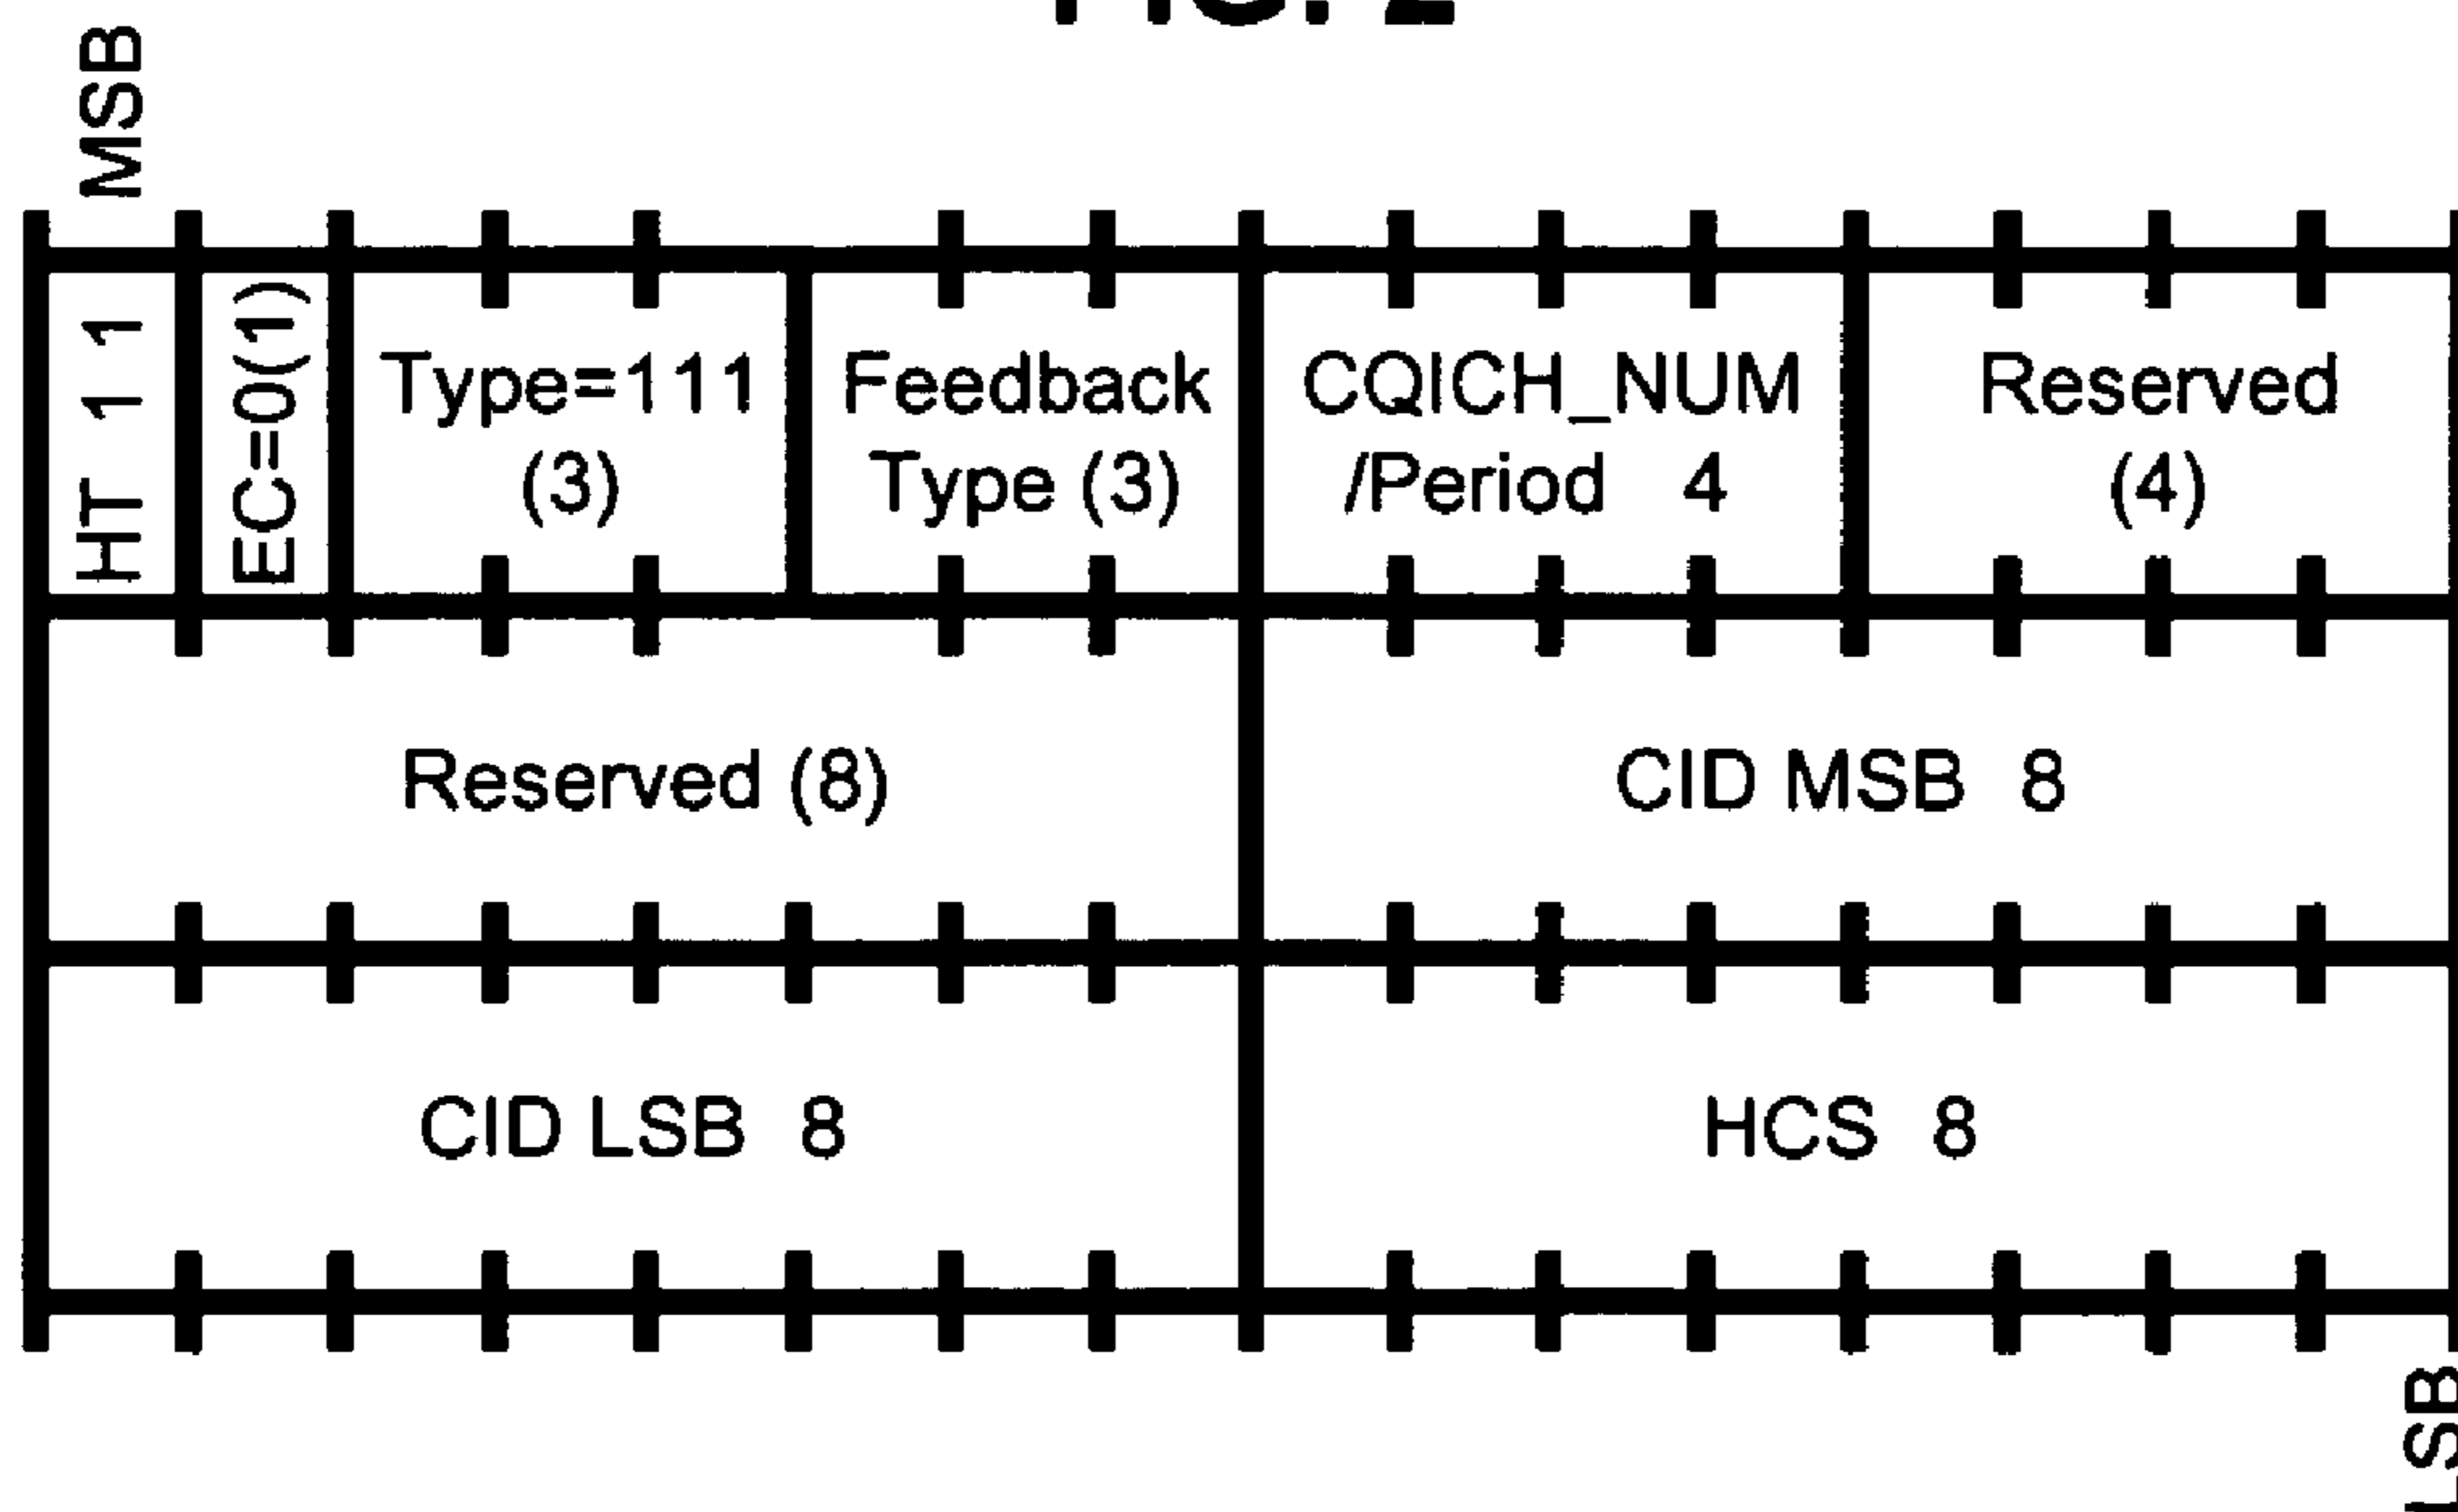 MSB
HT 1 1
EC=0(1)
Type=111
(3)
Feedback
Type (3)
CQICH_NUM
/Period 4
Reserved
(4)
Reserved (8)
CID MSB 8
CID LSB 8
HCS 8
LSB